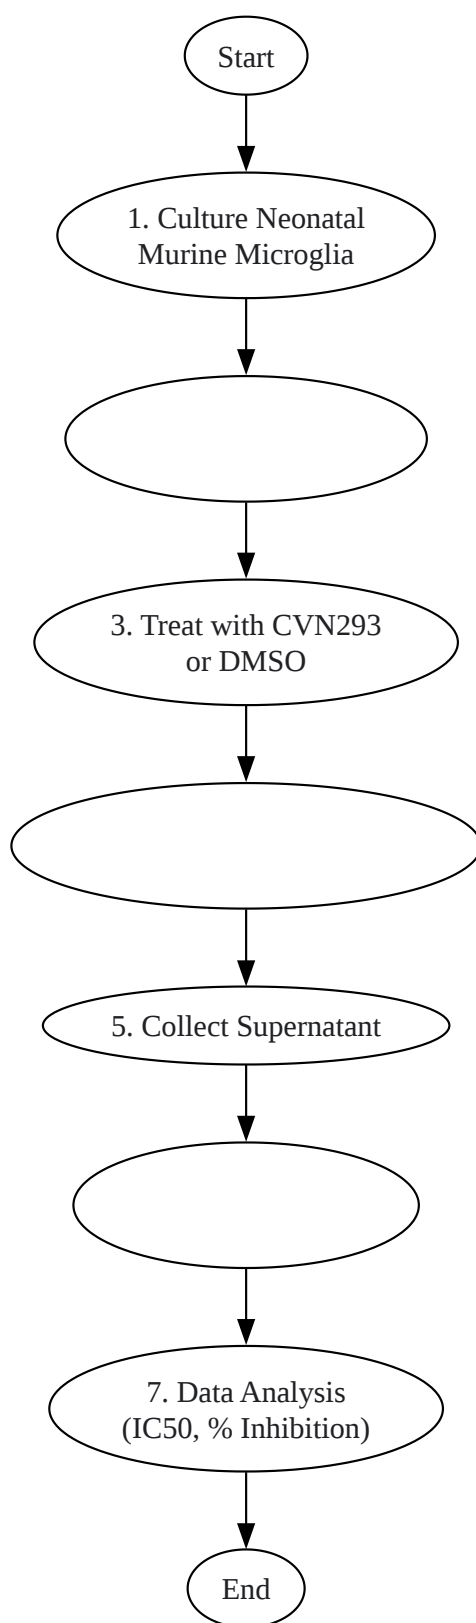 Start
1. Culture Neonatal
Murine Microglia
3. Treat with CVN293
or DMSO
5. Collect Supernatant
7. Data Analysis
(IC50, % Inhibition)
End